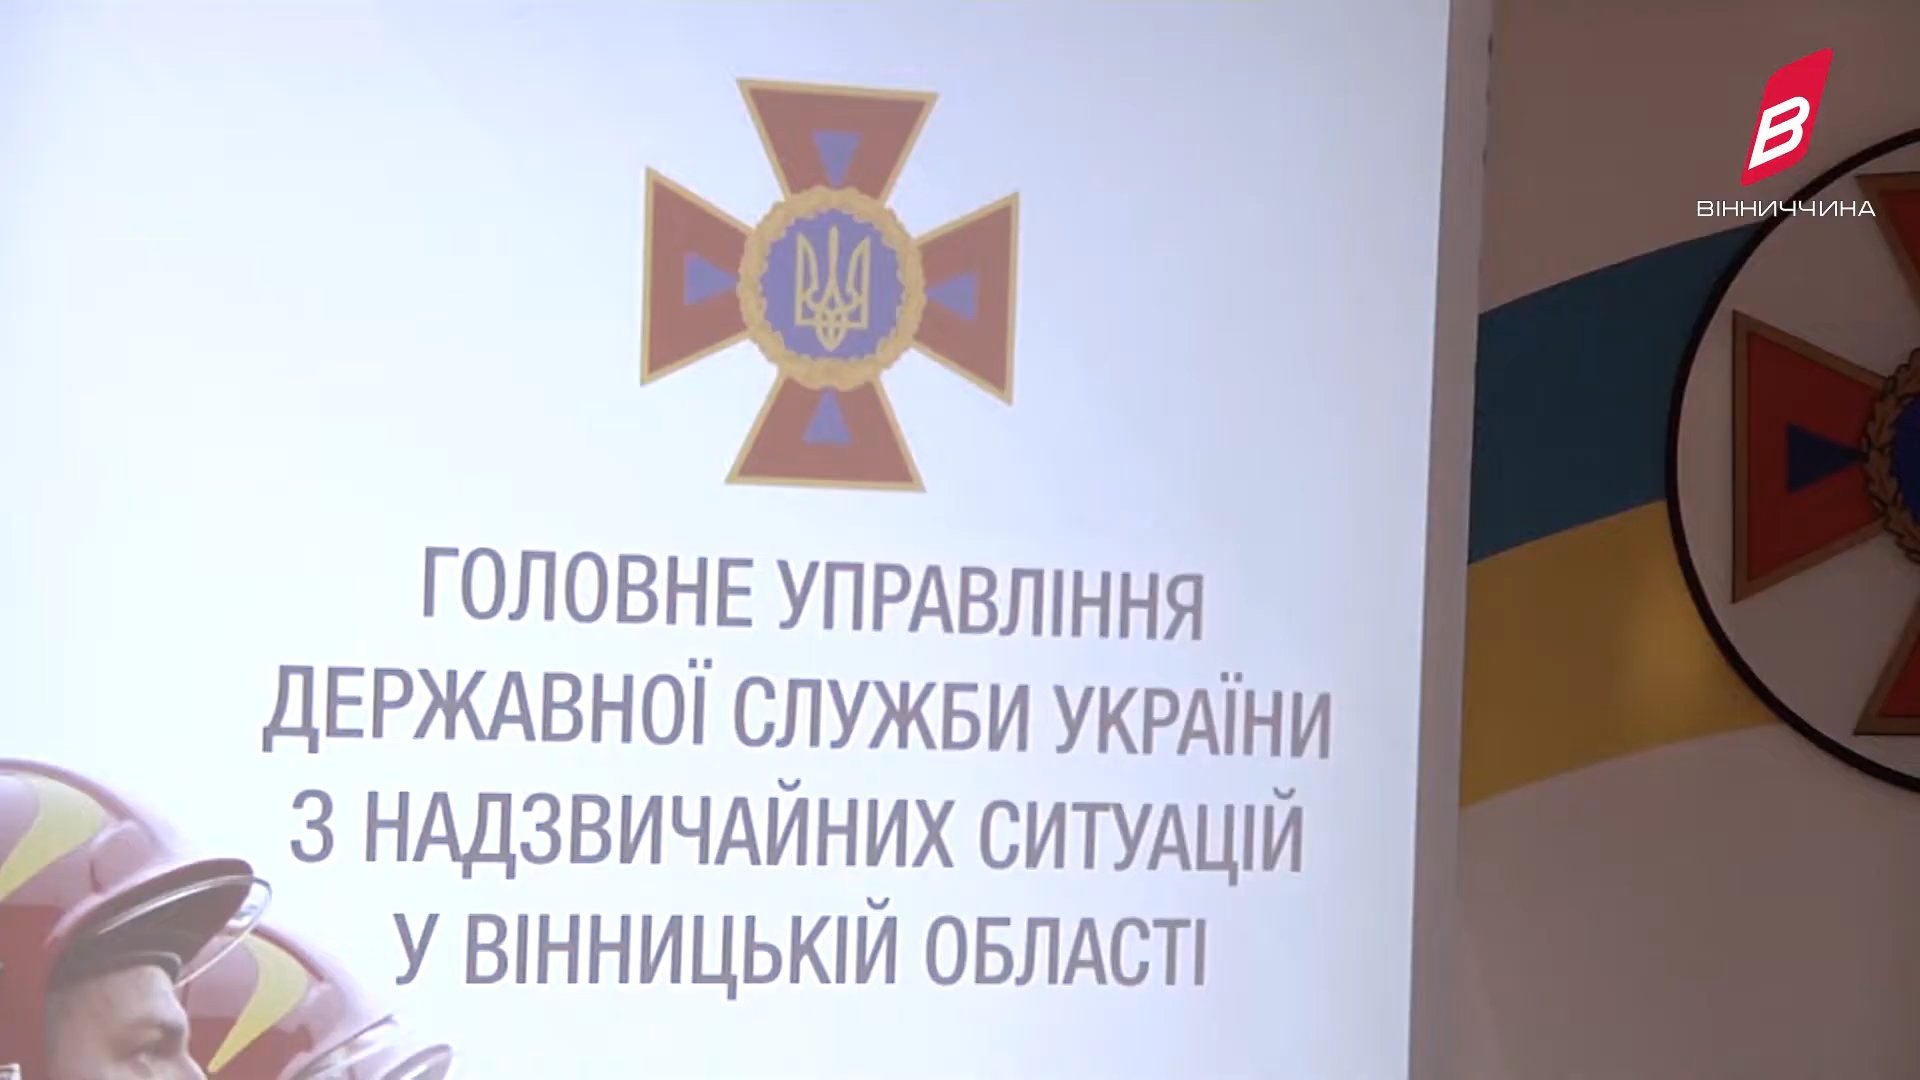 В
ВІННИЧЧИНА
ГОЛОВНЕ УПРАВЛІННЯ
ДЕРЖАВНОЇ СЛУЖБИ УКРАЇНИ
З НАДЗВИЧАЙНИХ СИТУАЦІЙ
У ВІННИЦЬКІЙ ОБЛАСТІ